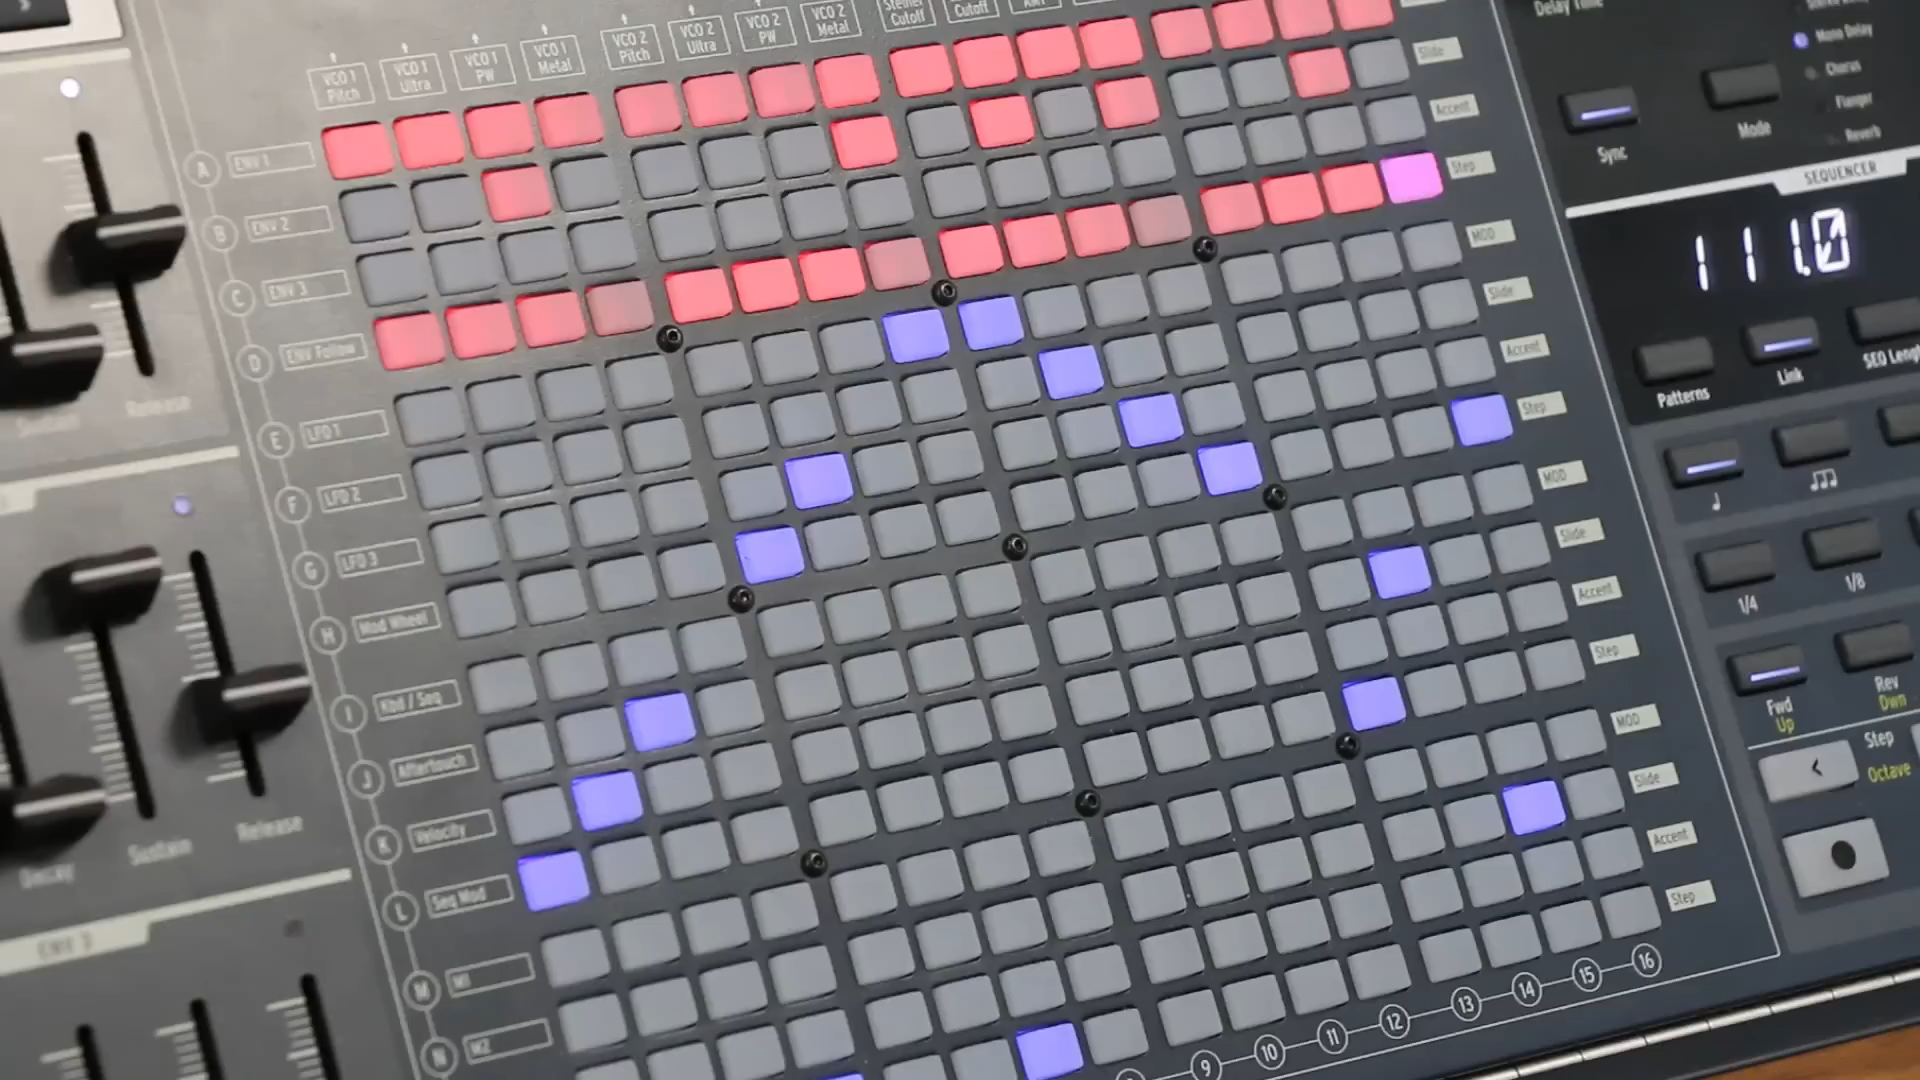 VCO 1 Pitch
VCO 1 Ultra
VCO 1 PW
VCO 1 Metal
VCO 2 Pitch
VCO 2 Ultra
VCO 2 PW
VCO 2 Metal
Steiner Cutoff
Cutoff
Delay Time
Mono Delay
Chorus
Flanger
Reverb
Sync
Mode
SEQUENCER
111.0
Patterns
Link
1/4
1/8
Fwd
Up
Rev
Dwn
Step
<
Octave
A ENV 1
B ENV 2
C ENV 3
D ENV Follow
E LFO 1
F LFO 2
G LFO 3
H Mod Wheel
I Kbd / Seq
J Aftertouch
K Velocity
L Seq Mod
M M1
N M2
Slide
Accent
Step
MOD
Slide
Accent
Step
MOD
Slide
Accent
Step
MOD
Slide
Accent
Step
9 10 11 12 13 14 15 16
Release
Decay
Sustain
Release
ENV 3